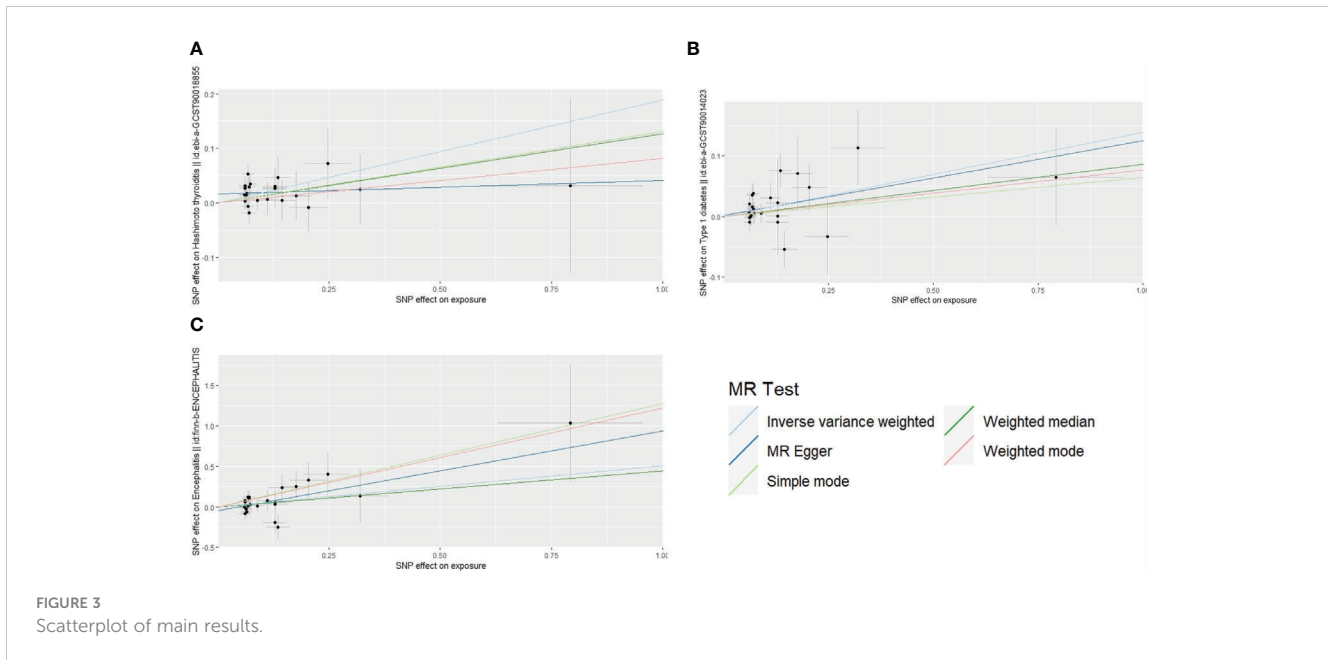 A
SNP effect on Hashimoto thyroiditis || id:ebi-a-GCST90018855
0.2
0.1
0.0
-0.1
0.25
0.50
0.75
1.00
SNP effect on exposure
B
SNP effect on Type 1 diabetes || id:ebi-a-GCST90014023
0.1
0.0
-0.1
0.25
0.50
0.75
1.00
SNP effect on exposure
C
SNP effect on Encephalitis || id:finn-b-ENCEPHALITIS
1.5
1.0
0.5
0.0
-0.5
0.25
0.50
0.75
1.00
SNP effect on exposure
MR Test
Inverse variance weighted
MR Egger
Simple mode
Weighted median
Weighted mode
FIGURE 3
Scatterplot of main results.